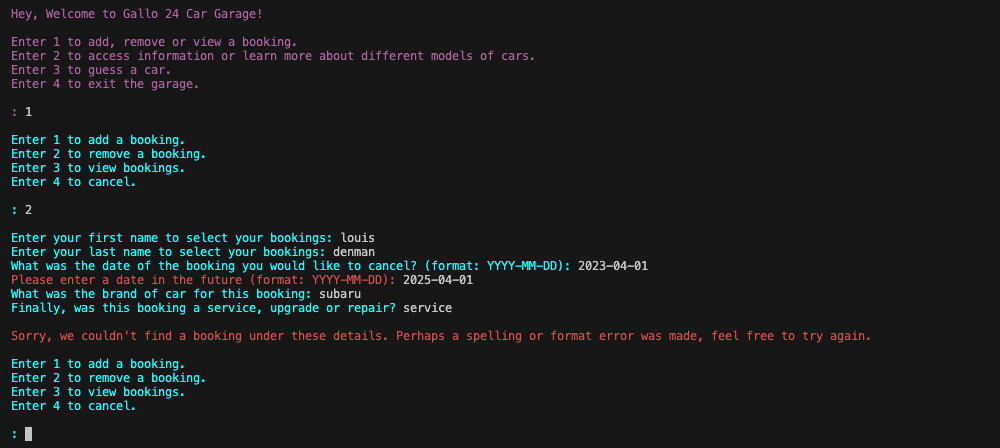 Hey, Welcome to Gallo 24 Car Garage!
Enter 1 to add, remove or view a booking.
Enter 2 to access information or learn more about different models of cars.
Enter 3 to guess a car.
Enter 4 to exit the garage.
: 1
Enter 1 to add a booking.
Enter 2 to remove a booking.
Enter 3 to view bookings.
Enter 4 to cancel.
: 2
Enter your first name to select your bookings: louis
Enter your last name to select your bookings: denman
What was the date of the booking you would like to cancel? (format: YYYY-MM-DD): 2023-04-01
Please enter a date in the future (format: YYYY-MM-DD): 2025-04-01
What was the brand of car for this booking: subaru
Finally, was this booking a service, upgrade or repair? service
Sorry, we couldn't find a booking under these details. Perhaps a spelling or format error was made, feel free to try again.
Enter 1 to add a booking.
Enter 2 to remove a booking.
Enter 3 to view bookings.
Enter 4 to cancel.
: